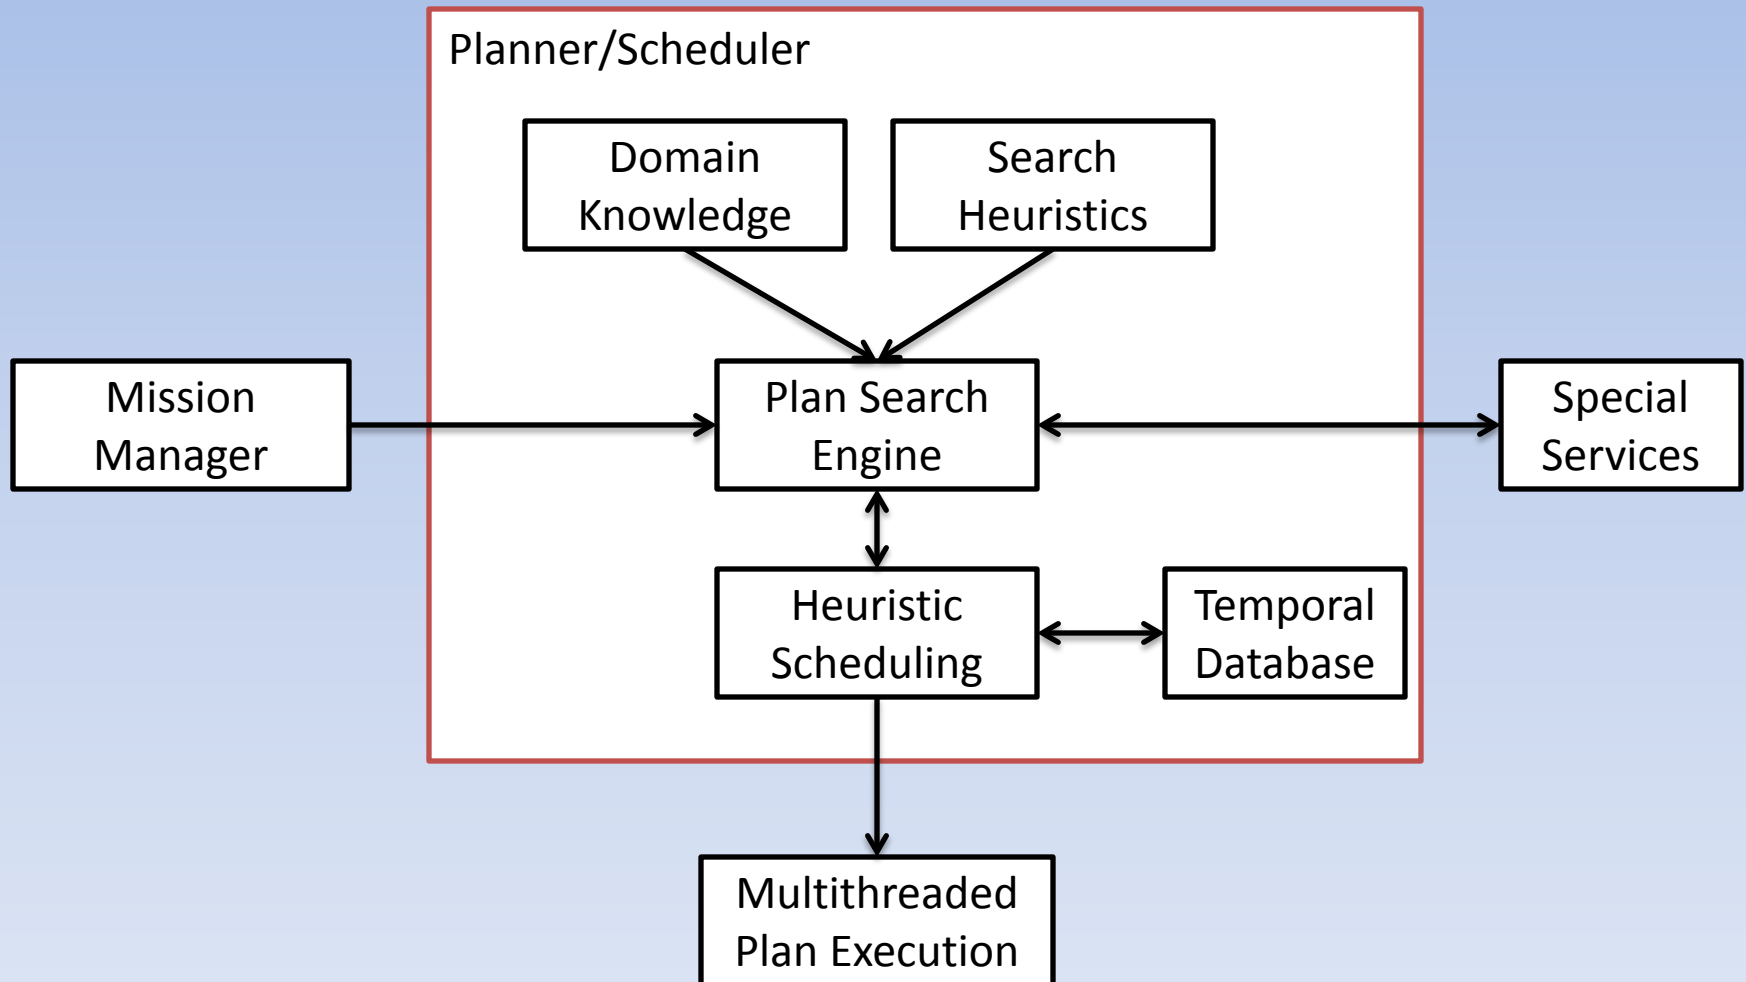 Planner/Scheduler
Domain
Knowledge
Search
Heuristics
Mission
Manager
Plan Search
Engine
Special
Services
Heuristic
Scheduling
Temporal
Database
Multithreaded
Plan Execution